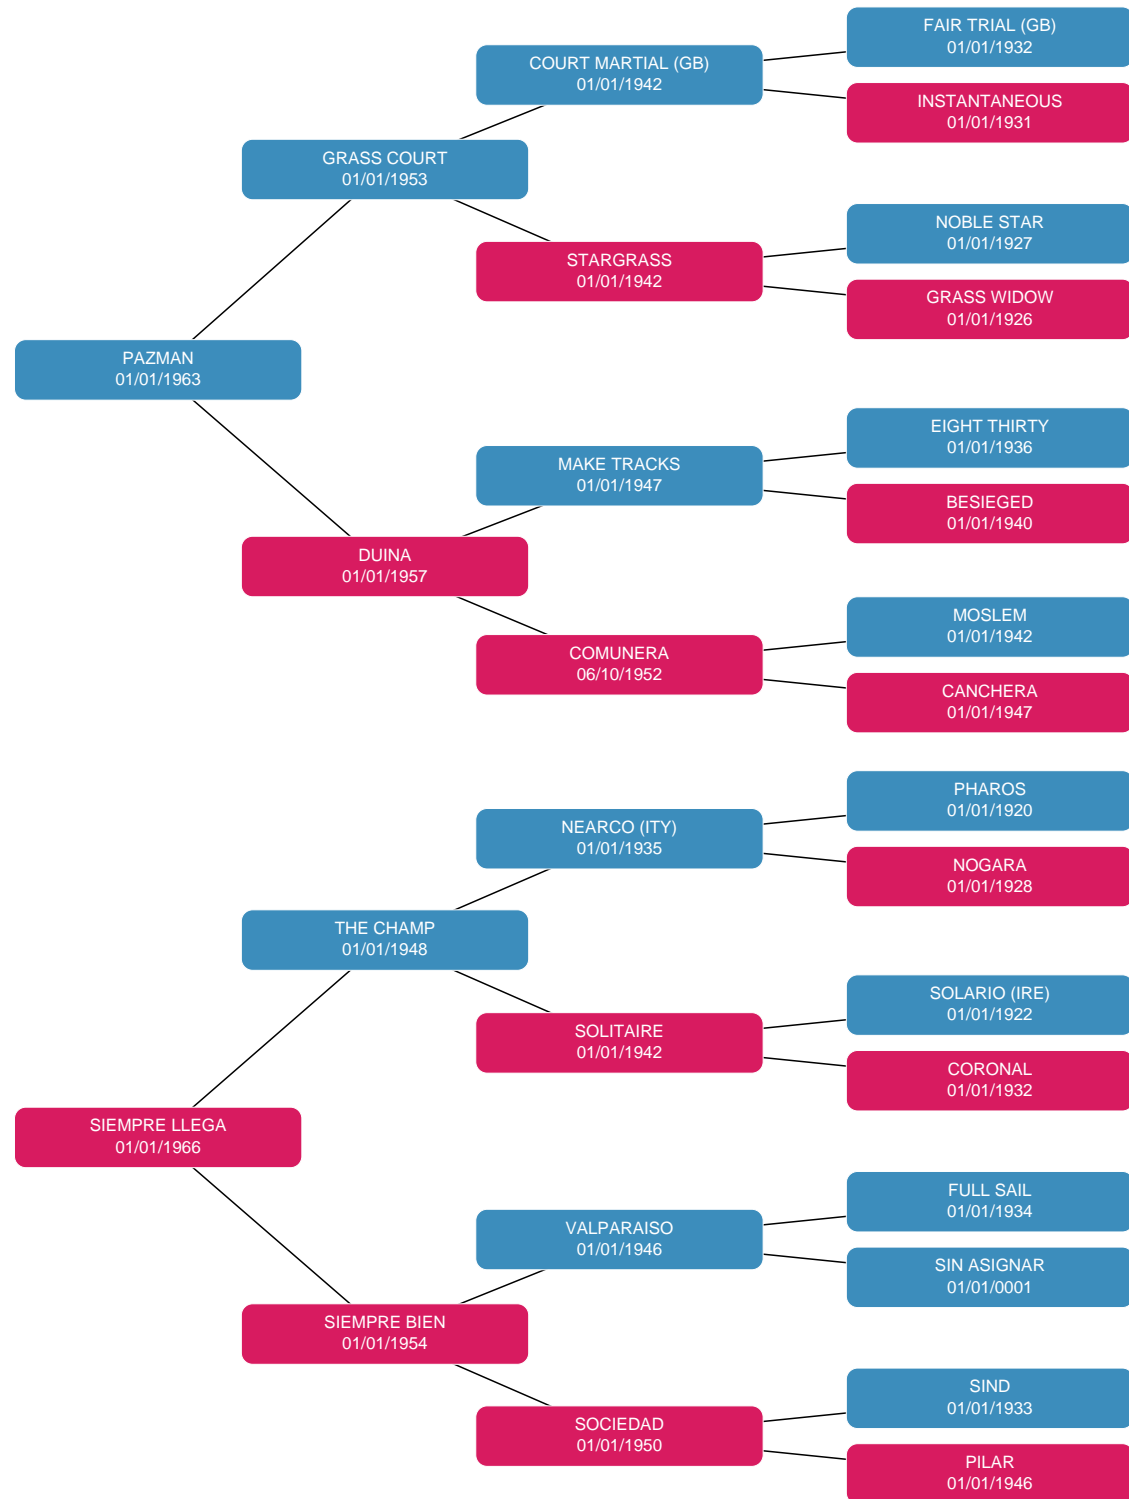 FAIR TRIAL (GB)
01/01/1932
COURT MARTIAL (GB)
01/01/1942
INSTANTANEOUS
01/01/1931
GRASS COURT
01/01/1953
NOBLE STAR
01/01/1927
STARGRASS
01/01/1942
GRASS WIDOW
01/01/1926
PAZMAN
01/01/1963
EIGHT THIRTY
01/01/1936
MAKE TRACKS
01/01/1947
BESIEGED
01/01/1940
DUINA
01/01/1957
MOSLEM
01/01/1942
COMUNERA
06/10/1952
CANCHERA
01/01/1947
PHAROS
01/01/1920
NEARCO (ITY)
01/01/1935
NOGARA
01/01/1928
THE CHAMP
01/01/1948
SOLARIO (IRE)
01/01/1922
SOLITAIRE
01/01/1942
CORONAL
01/01/1932
SIEMPRE LLEGA
01/01/1966
FULL SAIL
01/01/1934
VALPARAISO
01/01/1946
SIN ASIGNAR
01/01/0001
SIEMPRE BIEN
01/01/1954
SIND
01/01/1933
SOCIEDAD
01/01/1950
PILAR
01/01/1946